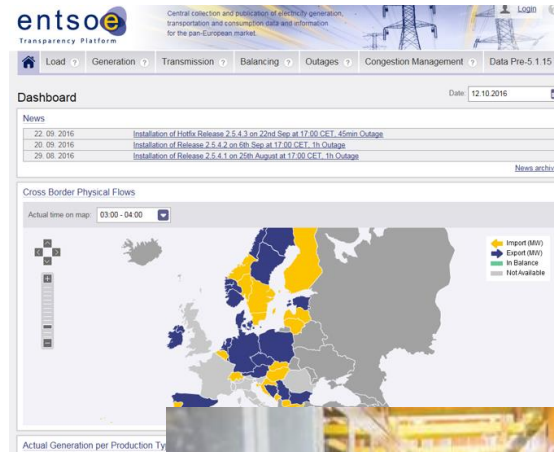 entsoe
Transparency Platform
Central collection and publication of electricity generation,
transportation and consumption data and information
for the pan-European market.
Login
Load ? Generation ? Transmission ? Balancing ? Outages ? Congestion Management ? Data Pre-5.1.15
Dashboard
Date: 12.10.2016
News
22. 09. 2016 Installation of Hotfix Release 2.5.4.3 on 22nd Sep at 17:00 CET, 45min Outage
20. 09. 2016 Installation of Release 2.5.4.2 on 6th Sep at 17:00 CET, 1h Outage
29. 08. 2016 Installation of Release 2.5.4.1 on 25th August at 17:00 CET, 1h Outage
News archiv
Cross Border Physical Flows
Actual time on map: 03:00 - 04:00
Import (MW)
Export (MW)
In Balance
Not Available
Actual Generation per Production Ty